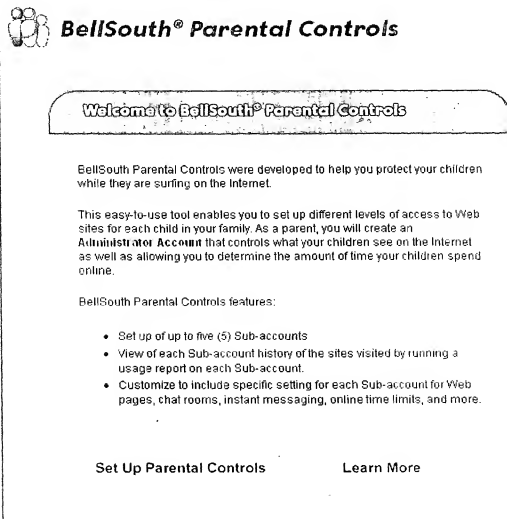 BellSouth® Parental Controls
Welcome to BellSouth® Parental Controls
BellSouth Parental Controls were developed to help you protect your children
while they are surfing on the Internet.
This easy-to-use tool enables you to set up different levels of access to Web
sites for each child in your family. As a parent, you will create an
Administrator Account that controls what your children see on the Internet
as well as allowing you to determine the amount of time your children spend
online.
BellSouth Parental Controls features:
• Set up of up to five (5) Sub-accounts
• View of each Sub-account history of the sites visited by running a
usage report on each Sub-account.
• Customize to include specific setting for each Sub-account for Web
pages, chat rooms, instant messaging, online time limits, and more.
Set Up Parental Controls Learn More